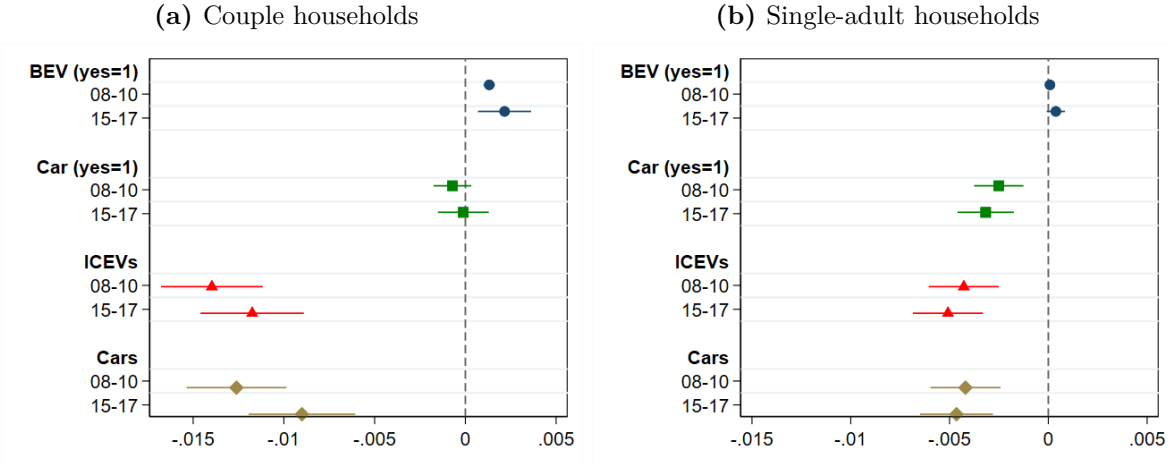 (a) Couple households
BEV (yes=1)
08-10
15-17
Car (yes=1)
08-10
15-17
ICEVs
08-10
15-17
Cars
08-10
15-17
-.015 -.01 -.005 0 .005
(b) Single-adult households
BEV (yes=1)
08-10
15-17
Car (yes=1)
08-10
15-17
ICEVs
08-10
15-17
Cars
08-10
15-17
-.015 -.01 -.005 0 .005